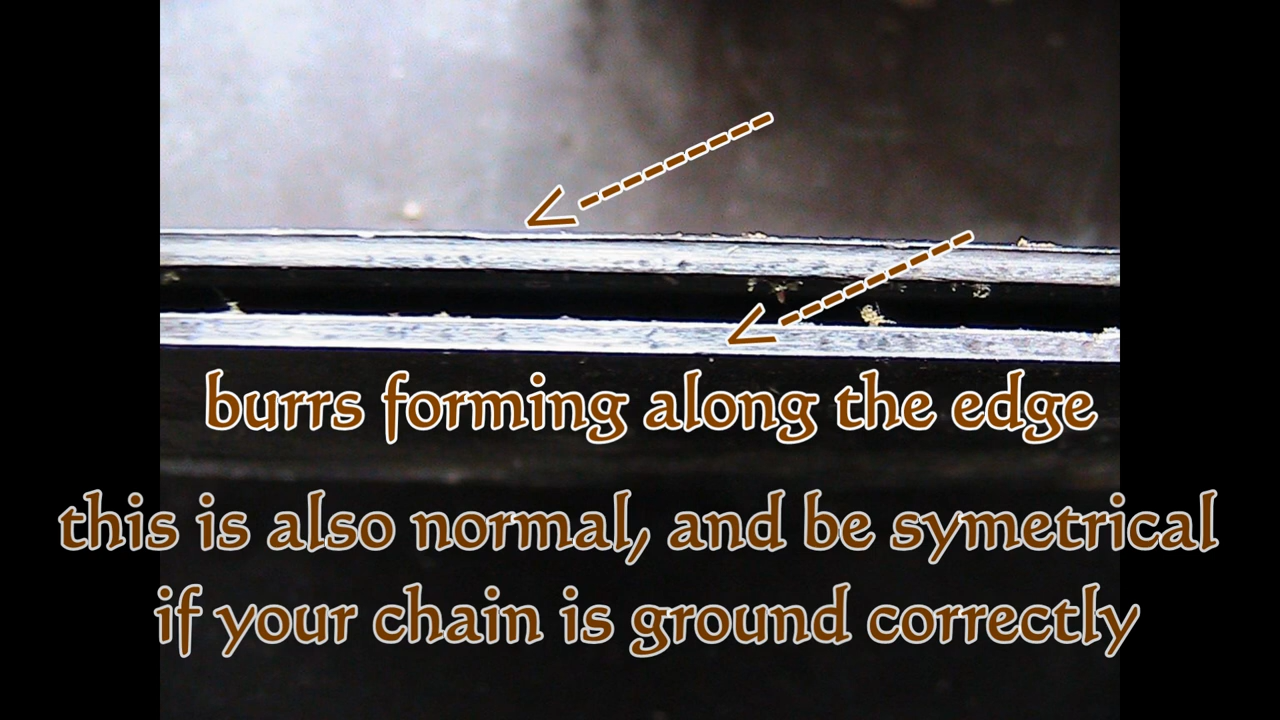 burrs forming along the edge
this is also normal, and be symetrical
if your chain is ground correctly